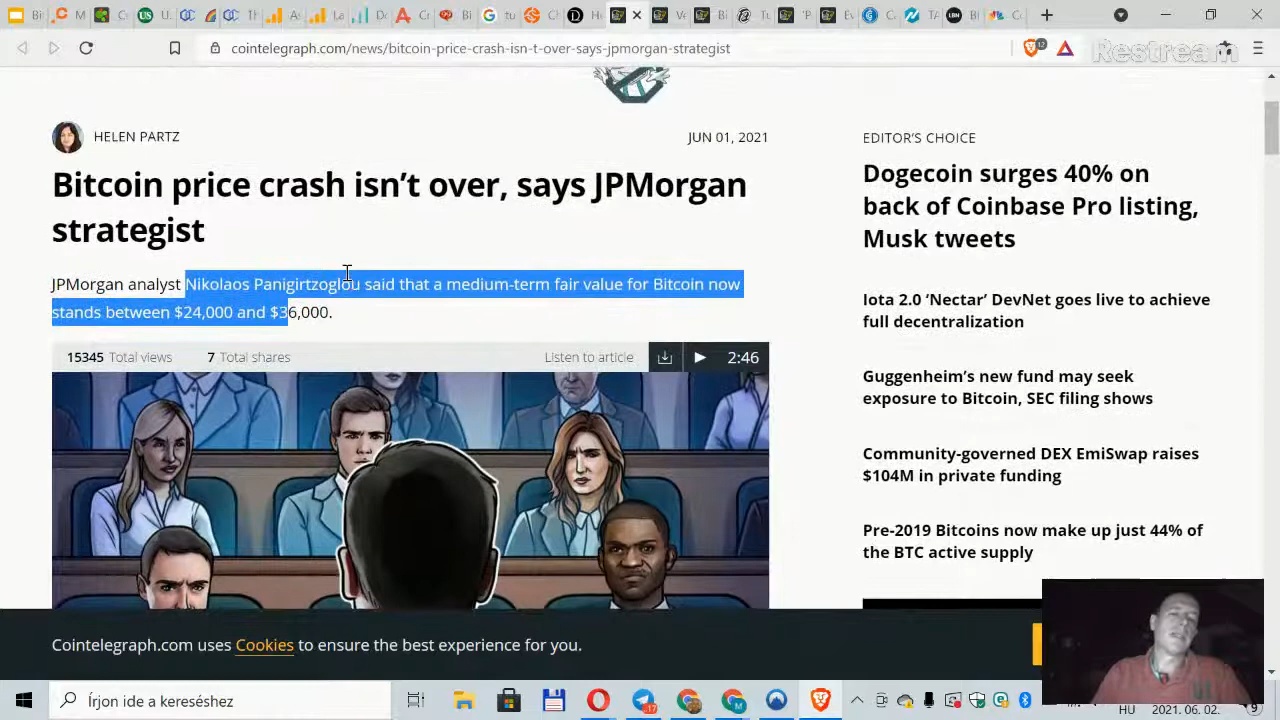 cointelegraph.com/news/bitcoin-price-crash-isn-t-over-says-jpmorgan-strategist
12
Restream
HELEN PARTZ
JUN 01, 2021
Bitcoin price crash isn’t over, says JPMorgan
strategist
JPMorgan analyst Nikolaos Panigirtzoglou said that a medium-term fair value for Bitcoin now
stands between $24,000 and $36,000.
15345 Total views
7 Total shares
Listen to article
2:46
EDITOR’S CHOICE
Dogecoin surges 40% on
back of Coinbase Pro listing,
Musk tweets
Iota 2.0 ‘Nectar’ DevNet goes live to achieve
full decentralization
Guggenheim’s new fund may seek
exposure to Bitcoin, SEC filing shows
Community-governed DEX EmiSwap raises
$104M in private funding
Pre-2019 Bitcoins now make up just 44% of
the BTC active supply
Cointelegraph.com uses Cookies to ensure the best experience for you.
Írjon ide a kereséshez
HU
2021. 06. 02.